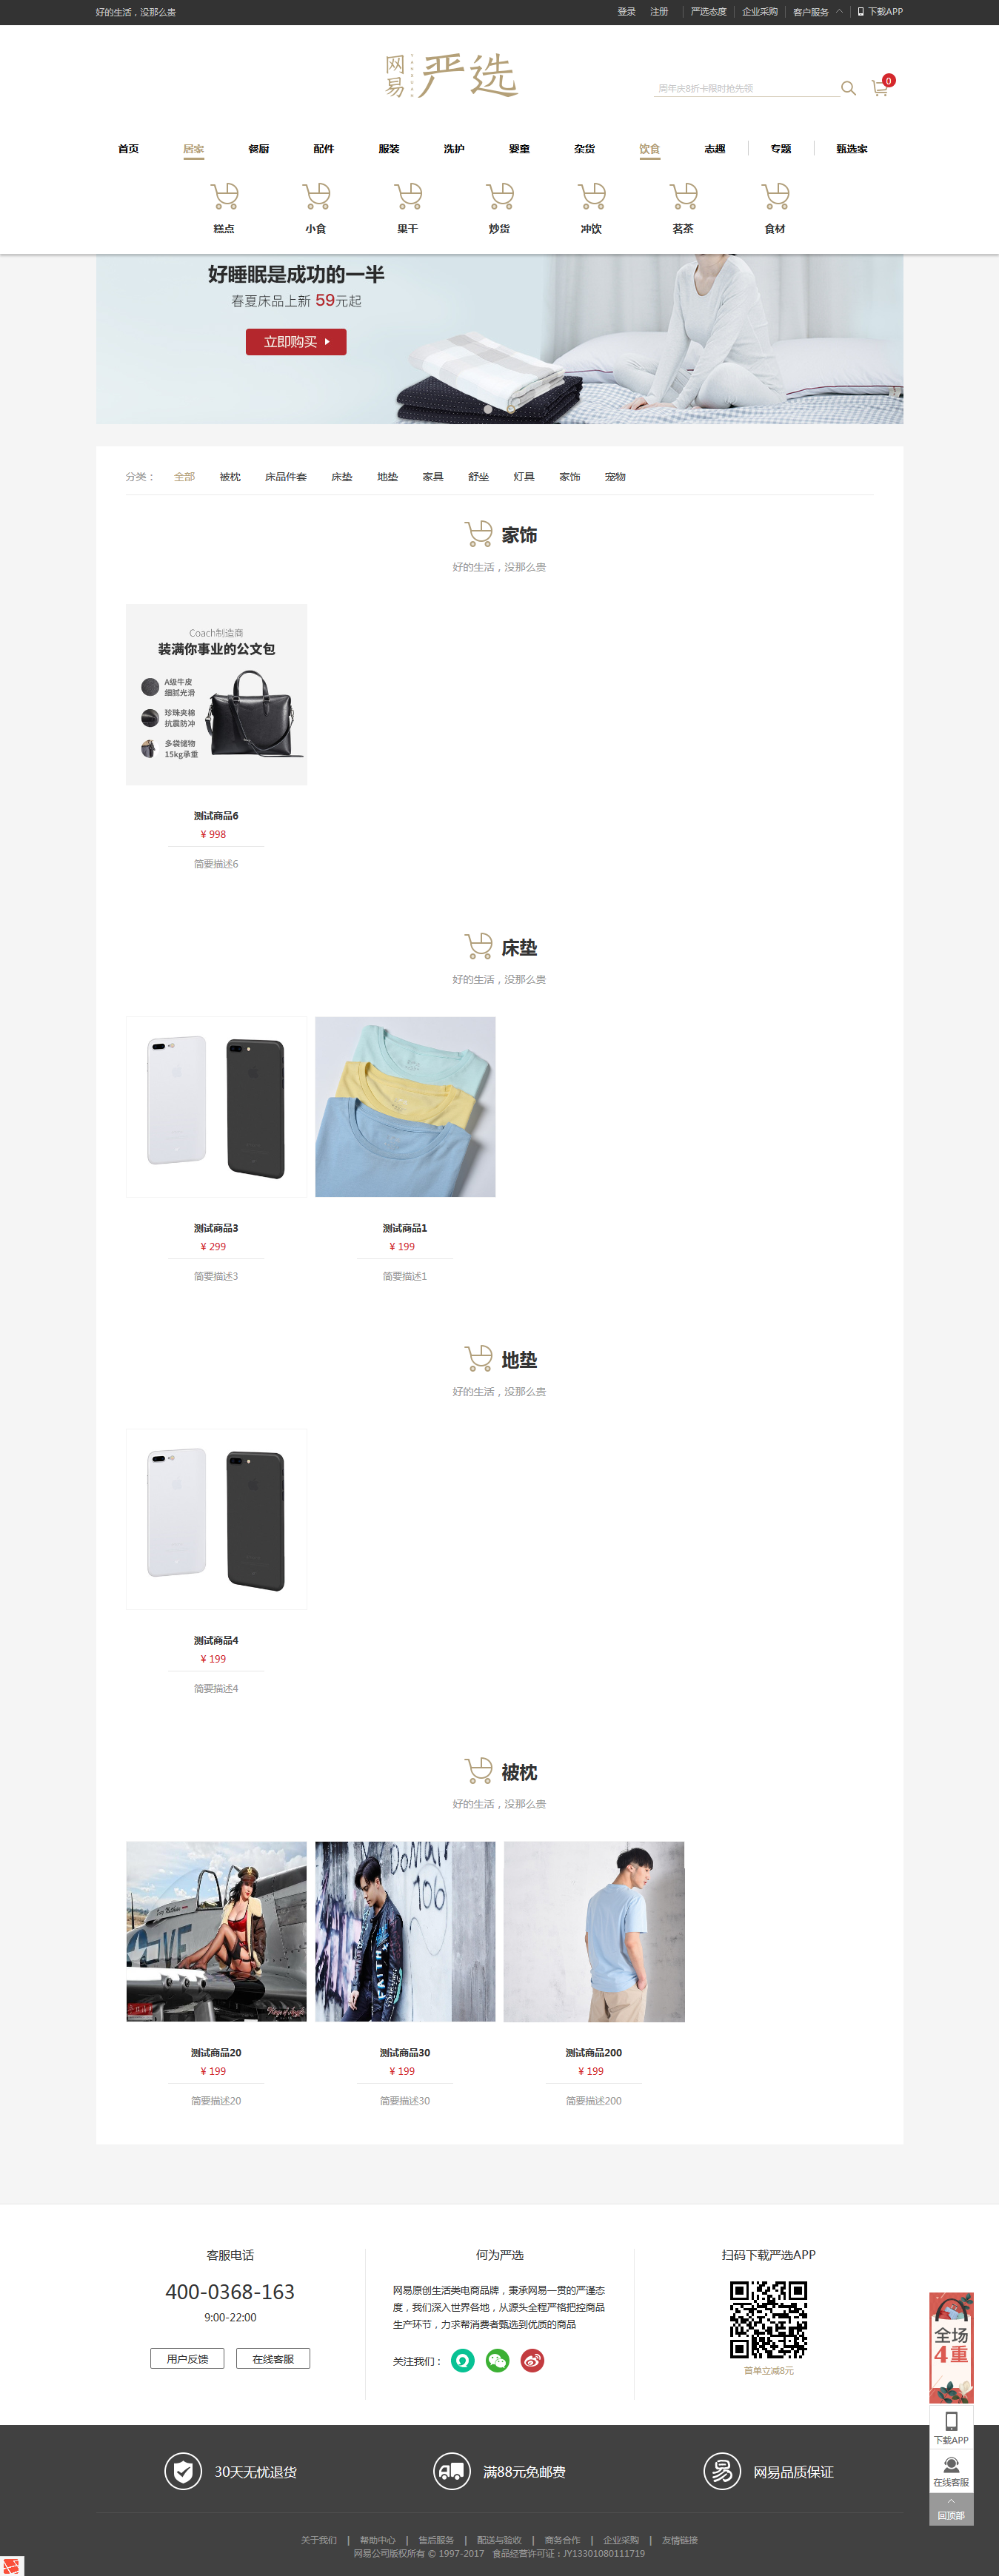 好的生活，没那么贵
登录 注册 严选态度 企业采购 客户服务 下载APP
网易严选
周年庆8折卡限时抢先领
0
首页 居家 餐厨 配件 服装 洗护 婴童 杂货 饮食 志趣 专题 甄选家
糕点 小食 果干 炒货 冲饮 茗茶 食材
好睡眠是成功的一半
春夏床品上新 59元起
立即购买
分类： 全部 被枕 床品件套 床垫 地垫 家具 舒坐 灯具 家饰 宠物
家饰
好的生活，没那么贵
Coach制造商
装满你事业的公文包
A级牛皮
细腻光滑
珍珠夹棉
抗震防冲
多袋储物
15kg承重
测试商品6
¥ 998
简要描述6
床垫
好的生活，没那么贵
测试商品3 测试商品1
¥ 299 ¥ 199
简要描述3 简要描述1
地垫
好的生活，没那么贵
测试商品4
¥ 199
简要描述4
被枕
好的生活，没那么贵
测试商品20 测试商品30 测试商品200
¥ 199 ¥ 199 ¥ 199
简要描述20 简要描述30 简要描述200
客服电话
400-0368-163
9:00-22:00
用户反馈 在线客服
何为严选
网易原创生活类电商品牌，秉承网易一贯的严谨态
度，我们深入世界各地，从源头全程严格把控商品
生产环节，力求帮消费者甄选到优质的商品
关注我们：
扫码下载严选APP
首单立减8元
全场
4重
下载APP
在线客服
回顶部
30天无忧退货 满88元免邮费 易 网易品质保证
关于我们 | 帮助中心 | 售后服务 | 配送与验收 | 商务合作 | 企业采购 | 友情链接
网易公司版权所有 © 1997-2017 食品经营许可证：JY13301080111719